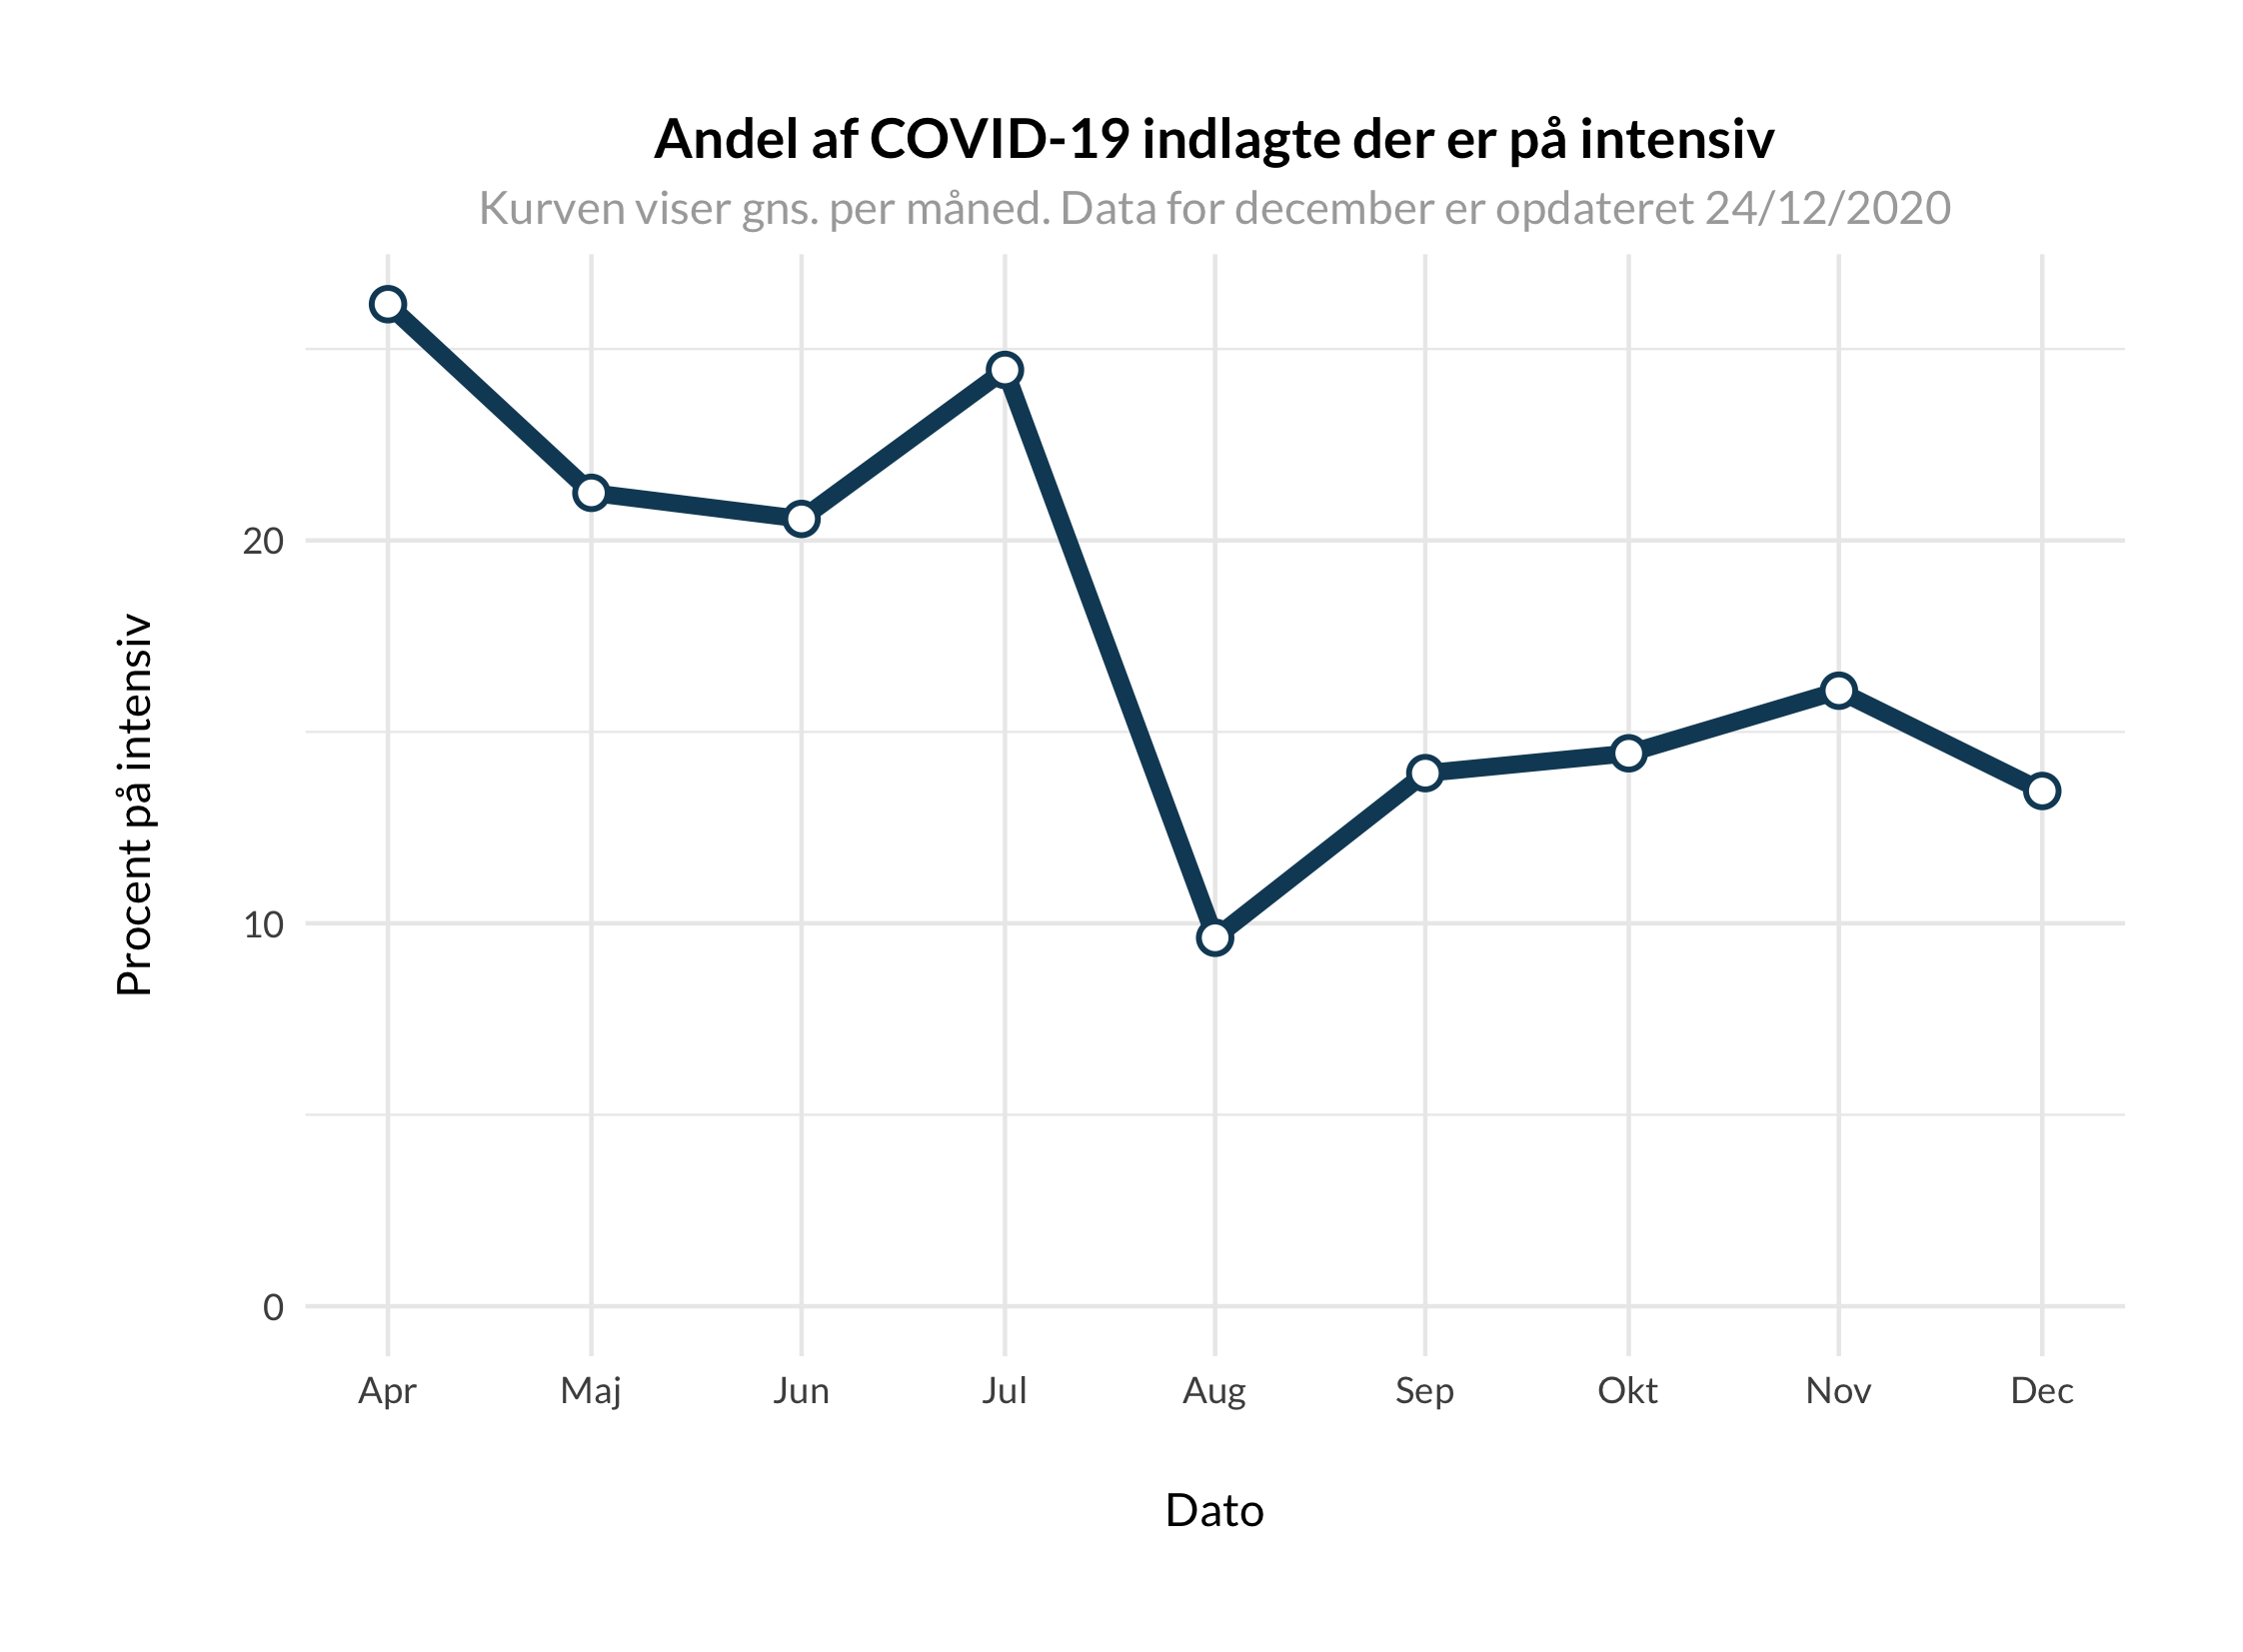 Andel af COVID-19 indlagte der er på intensiv
Kurven viser gns. per måned. Data for december er opdateret 24/12/2020
Procent på intensiv
20
10
0
Apr Maj Jun Jul Aug Sep Okt Nov Dec
Dato